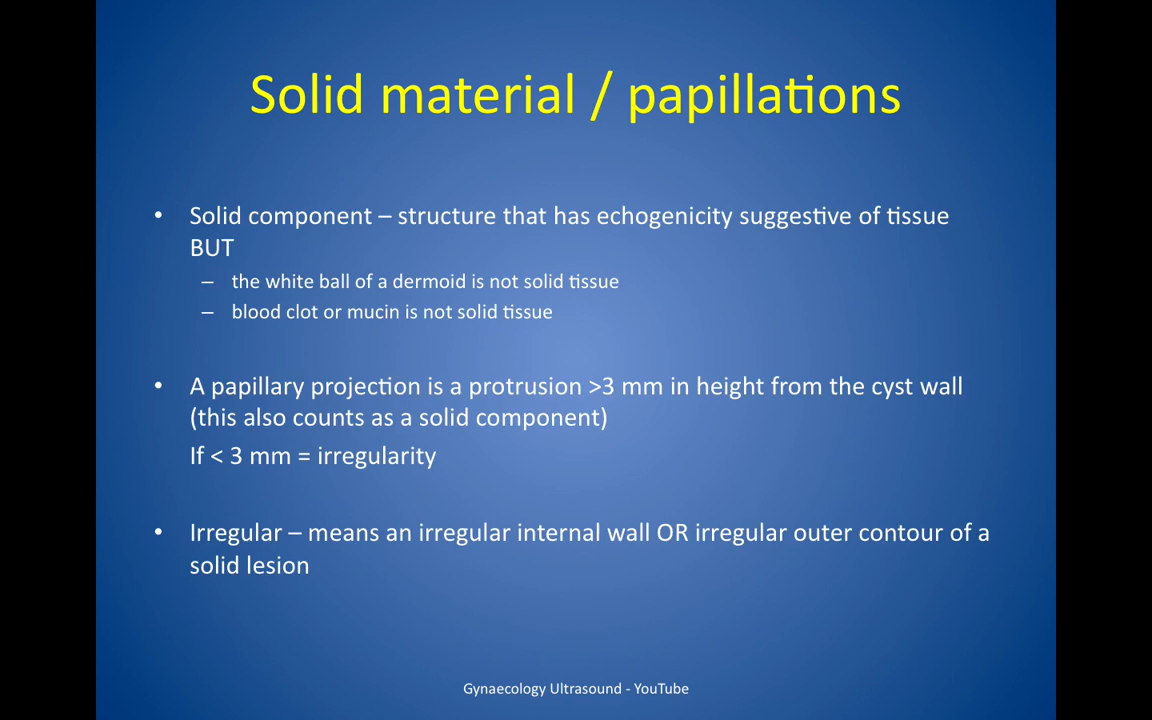 Solid material / papillations
• Solid component – structure that has echogenicity suggestive of tissue
BUT
– the white ball of a dermoid is not solid tissue
– blood clot or mucin is not solid tissue
• A papillary projection is a protrusion >3 mm in height from the cyst wall
(this also counts as a solid component)
If < 3 mm = irregularity
• Irregular – means an irregular internal wall OR irregular outer contour of a
solid lesion
Gynaecology Ultrasound - YouTube